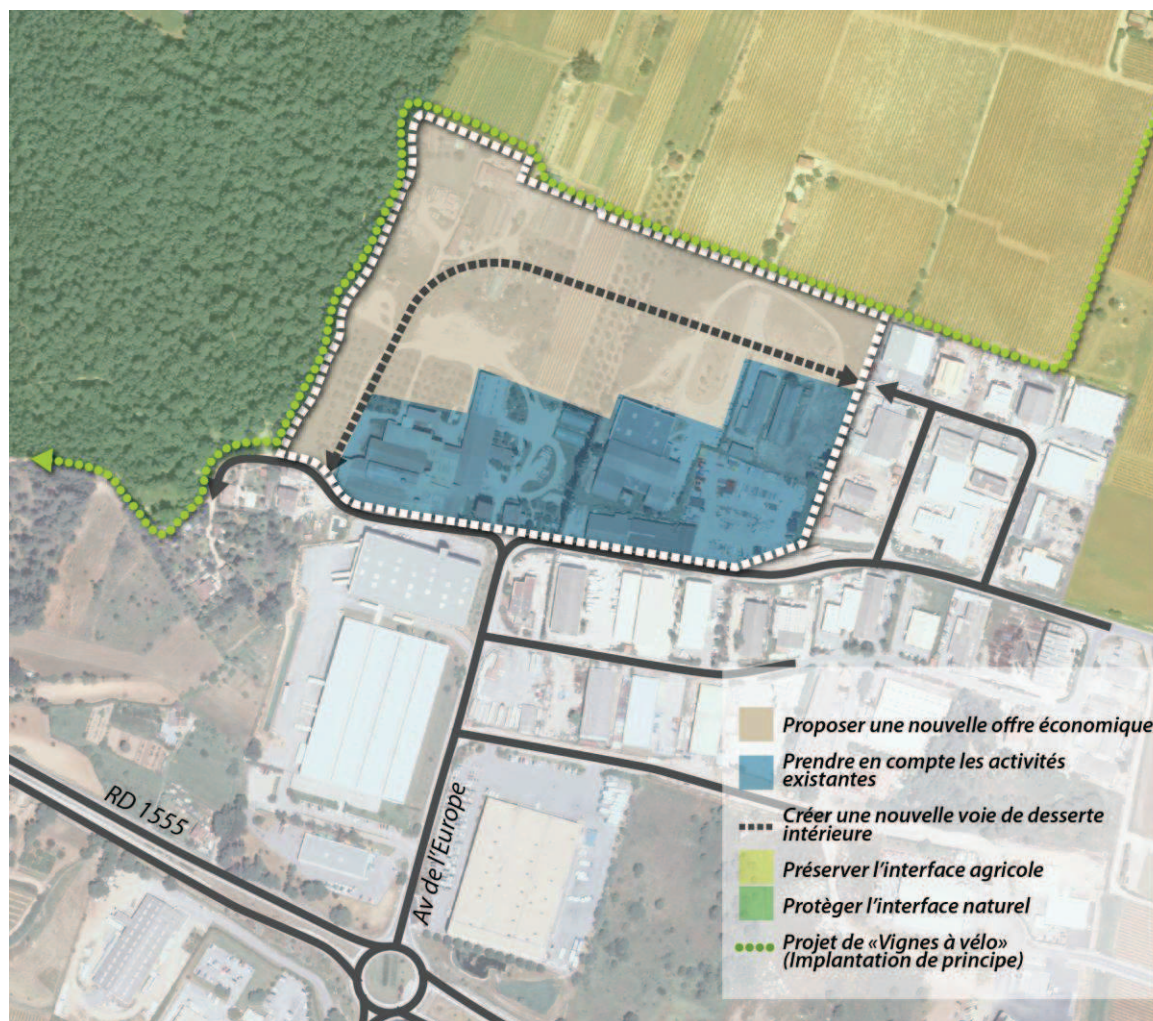 RD 1555
Av de l'Europe
Proposer une nouvelle offre économique
Prendre en compte les activités
existantes
Créer une nouvelle voie de desserte
intérieure
Préserver l'interface agricole
Protèger l'interface naturel
Projet de «Vignes à vélo»
(Implantation de principe)